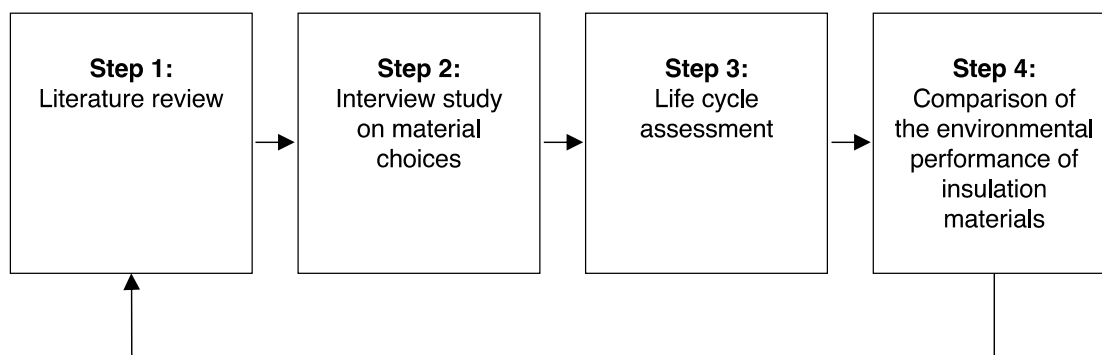 Step 1:
Literature review
Step 2:
Interview study
on material
choices
Step 3:
Life cycle
assessment
Step 4:
Comparison of
the environmental
performance of
insulation
materials